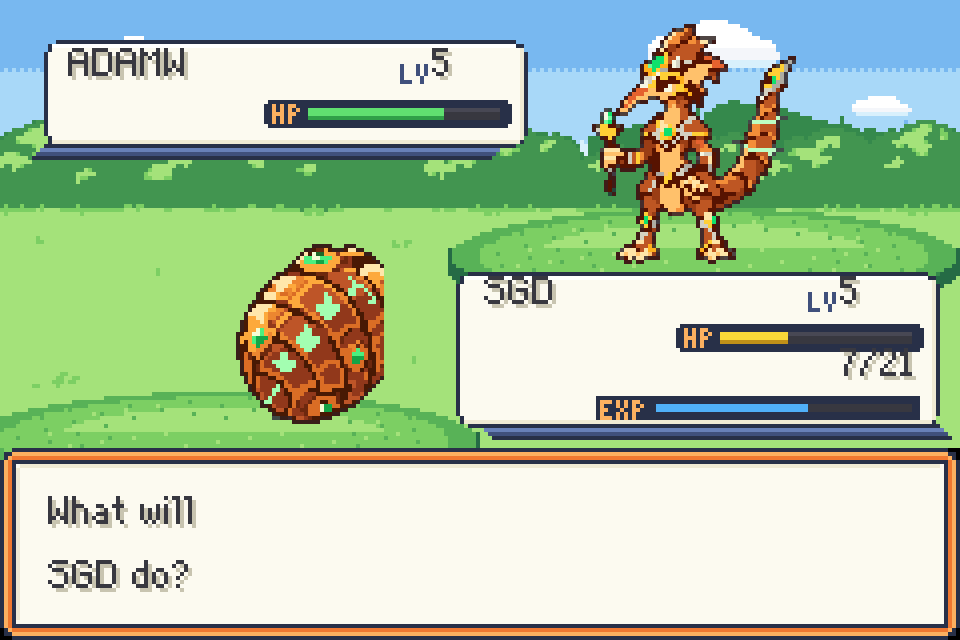 ADAMW Lv5
HP
SGD Lv5
HP
7/21
EXP
What will
SGD do?